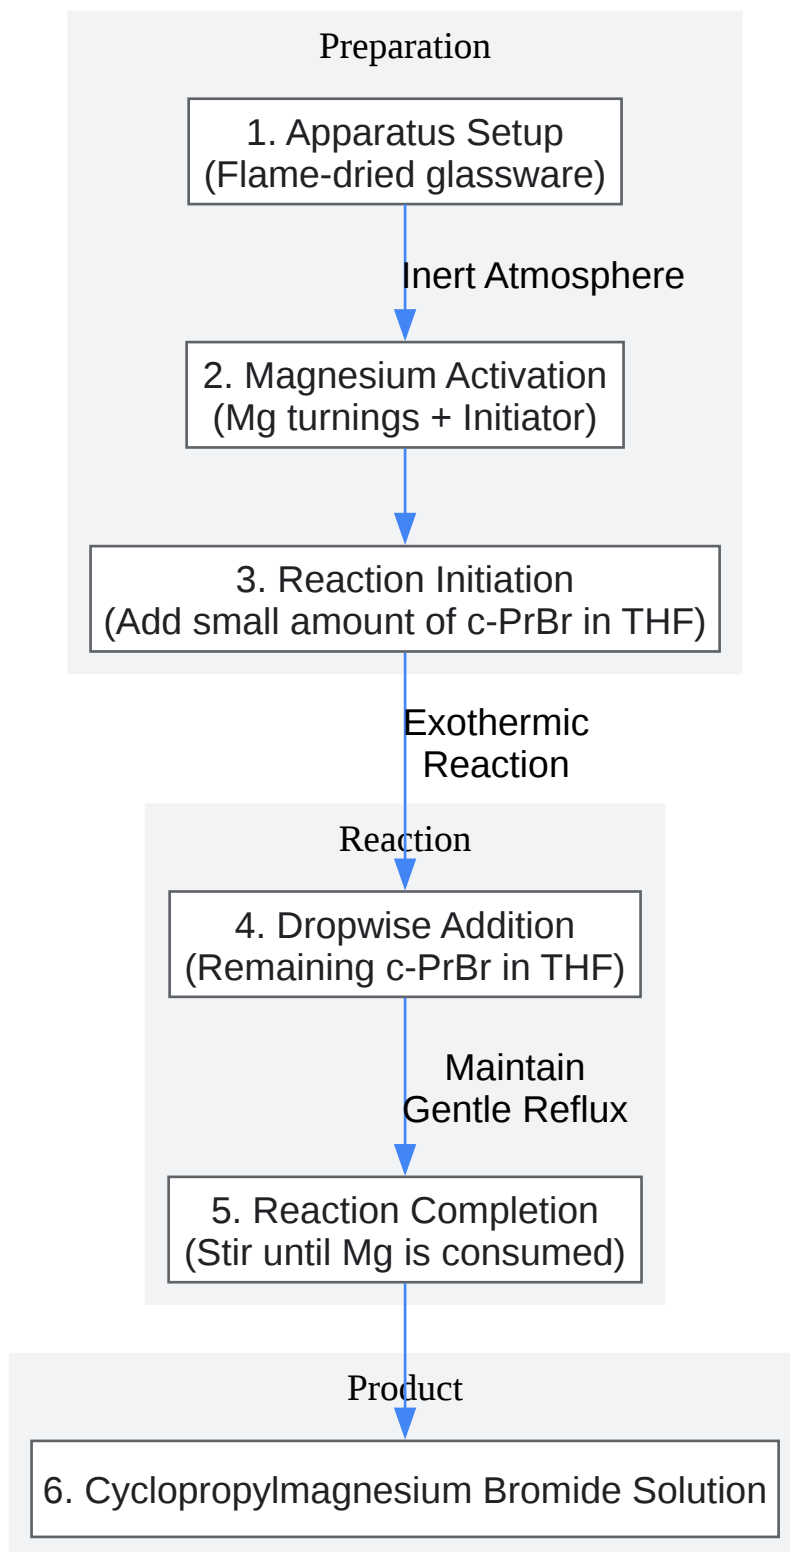 Preparation
1. Apparatus Setup
(Flame-dried glassware)
Inert Atmosphere
2. Magnesium Activation
(Mg turnings + Initiator)
3. Reaction Initiation
(Add small amount of c-PrBr in THF)
Exothermic
Reaction
Reaction
4. Dropwise Addition
(Remaining c-PrBr in THF)
Maintain
Gentle Reflux
5. Reaction Completion
(Stir until Mg is consumed)
Product
6. Cyclopropylmagnesium Bromide Solution